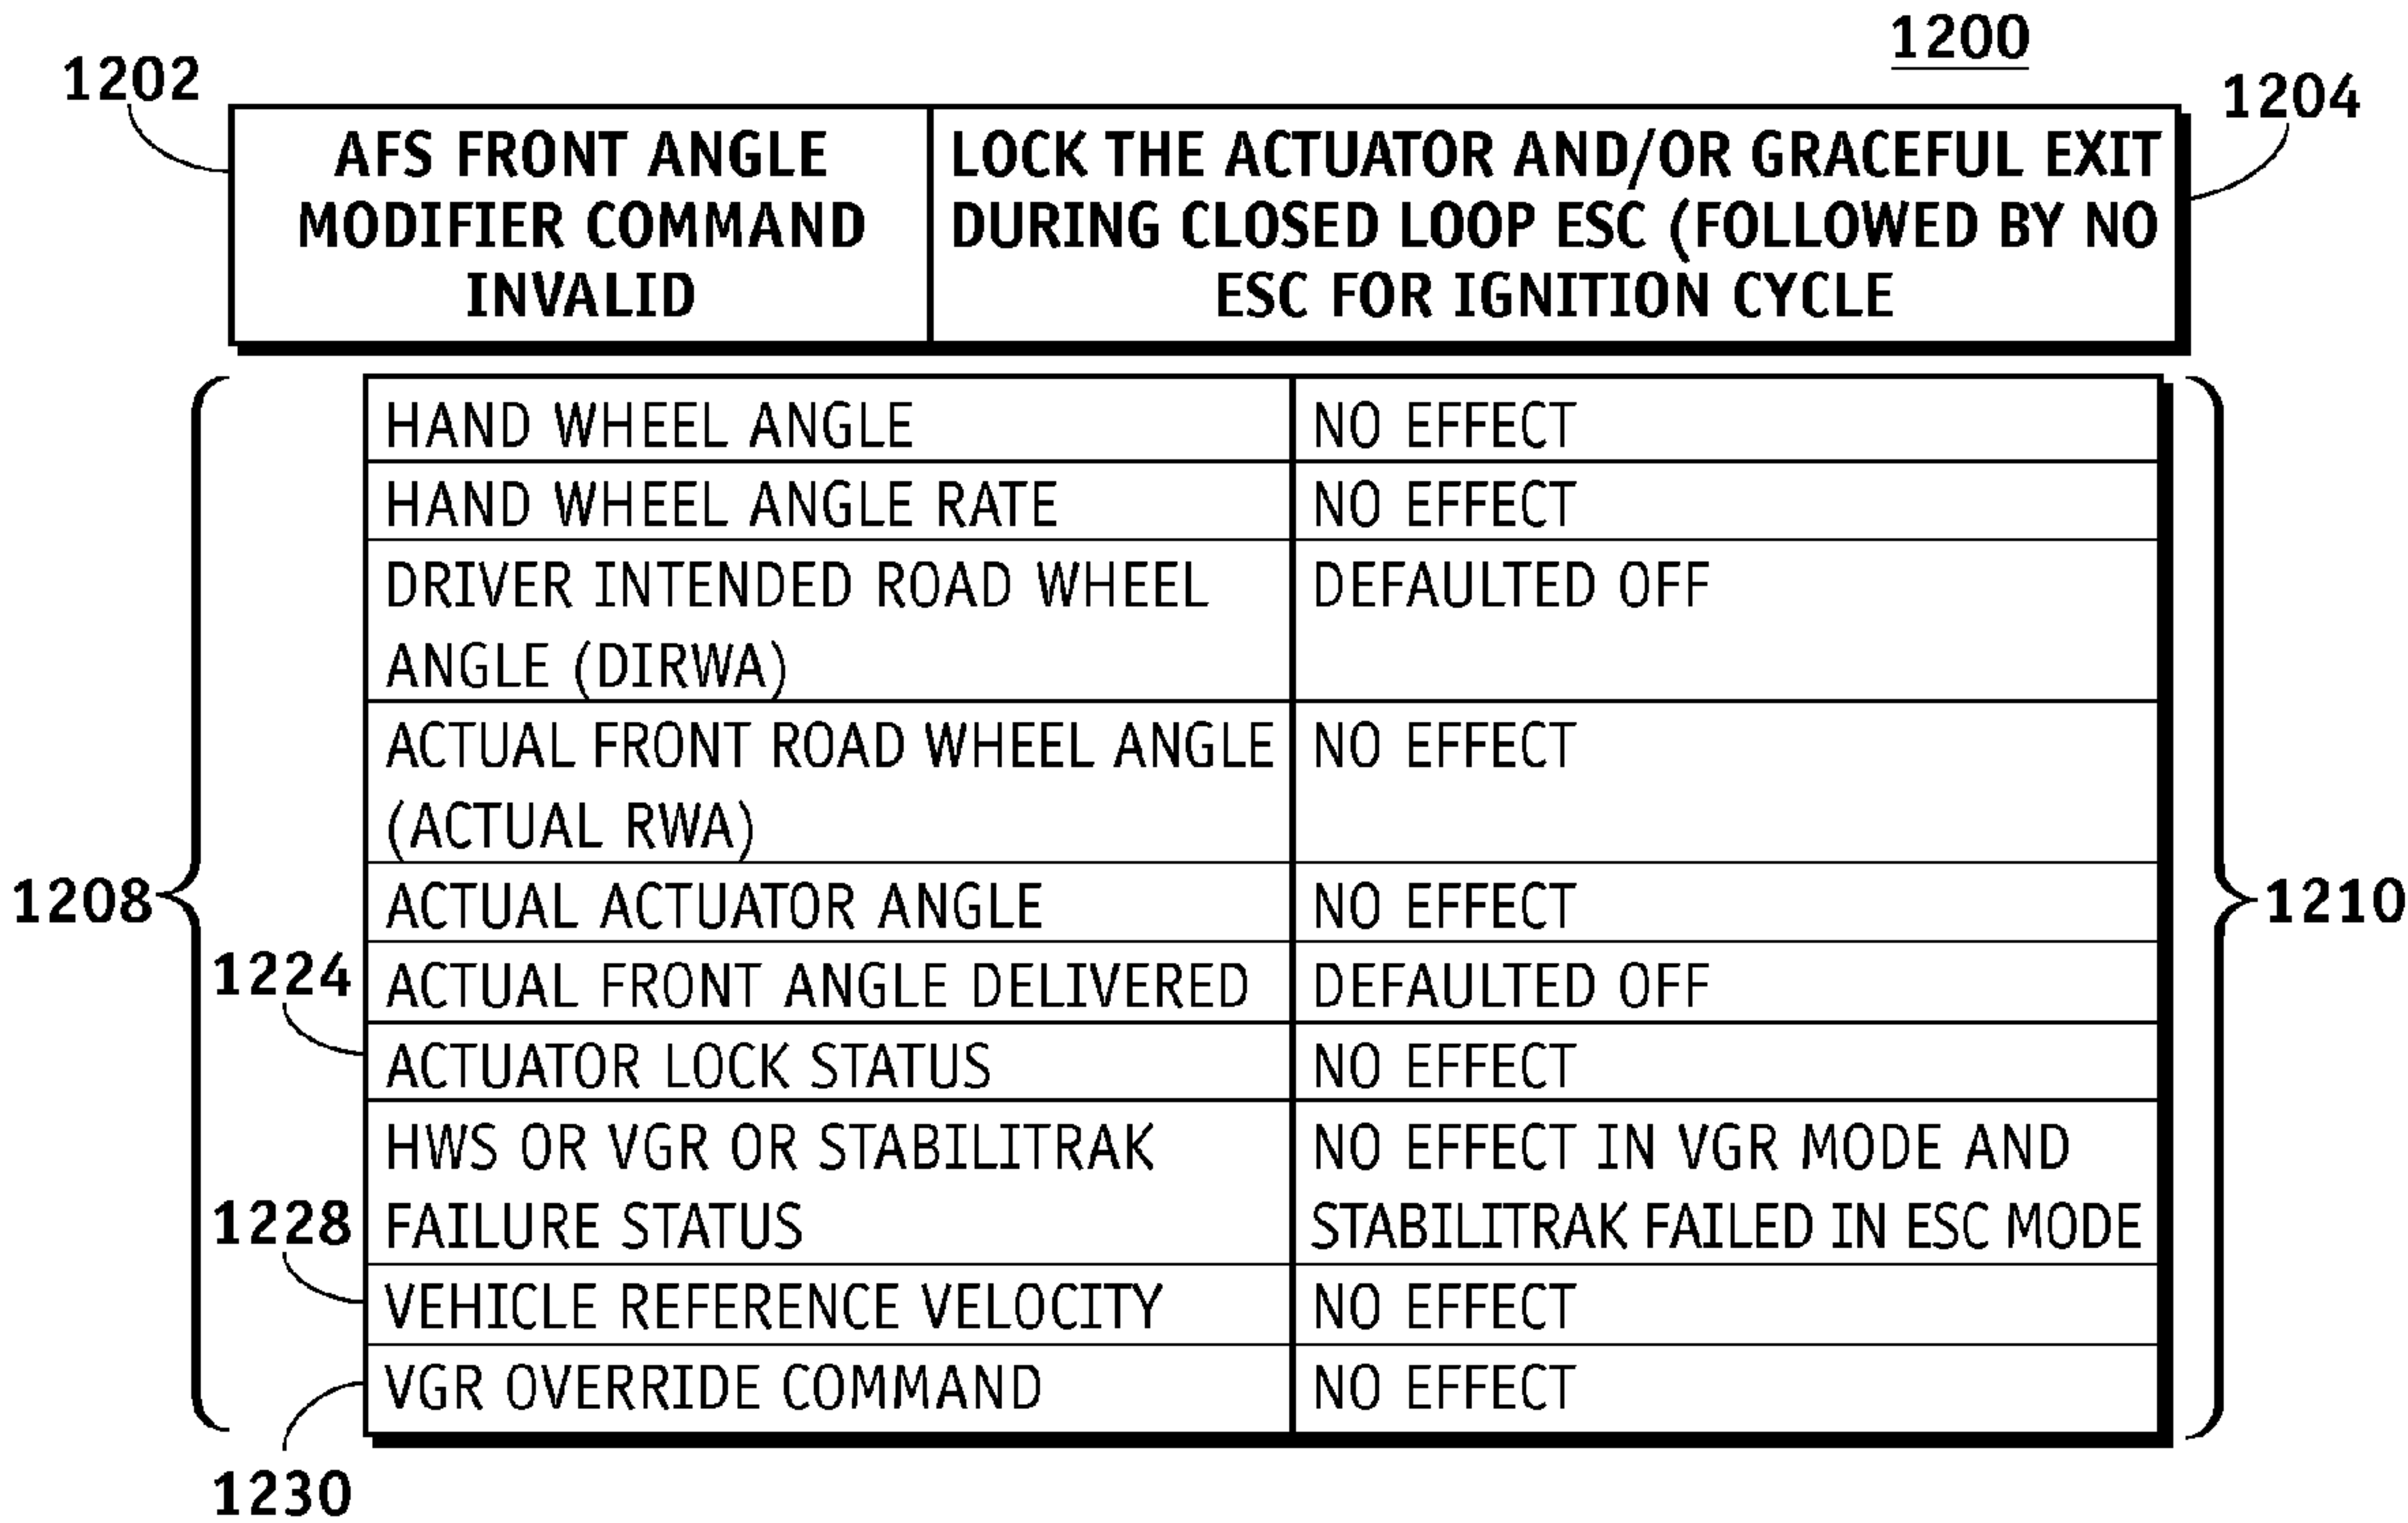 1200
1202
1204
AFS FRONT ANGLE
MODIFIER COMMAND
INVALID
LOCK THE ACTUATOR AND/OR GRACEFUL EXIT
DURING CLOSED LOOP ESC (FOLLOWED BY NO
ESC FOR IGNITION CYCLE
HAND WHEEL ANGLE
NO EFFECT
HAND WHEEL ANGLE RATE
NO EFFECT
DRIVER INTENDED ROAD WHEEL
ANGLE (DIRWA)
DEFAULTED OFF
ACTUAL FRONT ROAD WHEEL ANGLE
(ACTUAL RWA)
NO EFFECT
1208
1210
ACTUAL ACTUATOR ANGLE
NO EFFECT
ACTUAL FRONT ANGLE DELIVERED
DEFAULTED OFF
1224
ACTUATOR LOCK STATUS
NO EFFECT
HWS OR VGR OR STABILITRAK
FAILURE STATUS
NO EFFECT IN VGR MODE AND
STABILITRAK FAILED IN ESC MODE
1228
VEHICLE REFERENCE VELOCITY
NO EFFECT
VGR OVERRIDE COMMAND
NO EFFECT
1230